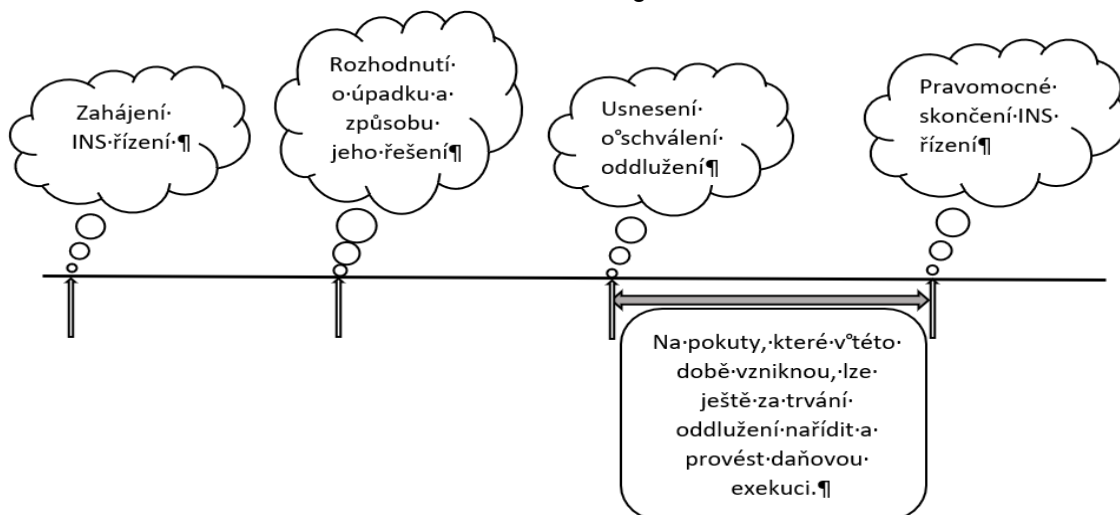 Zahájení·
INS·řízení·¶
Rozhodnutí·
o·úpadku·a·
způsobu·
jeho·řešení¶
Usnesení·
o°schválení·
oddlužení¶
Pravomocné·
skončení·INS·
řízení¶
Na·pokuty,·které·v°této·
době·vzniknou,·lze·
ještě·za·trvání·
oddlužení·nařídit·a·
provést·daňovou·
exekuci.¶